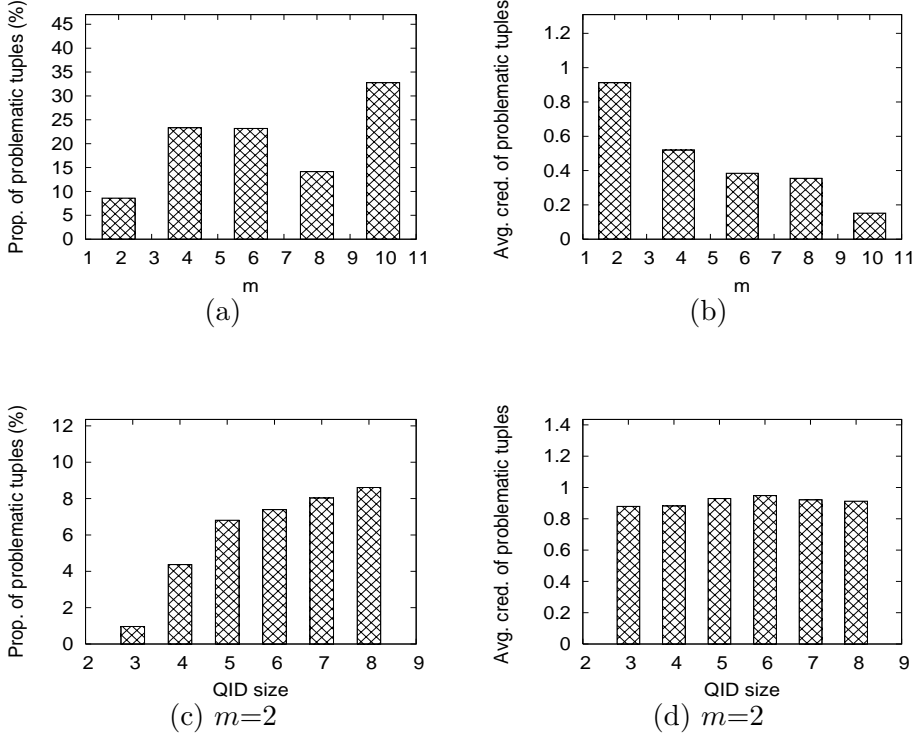 Prop. of problematic tuples (%)
45
40
35
30
25
20
15
10
5
0
1 2 3 4 5 6 7 8 9 10 11
m
(a)
Avg. cred. of problematic tuples
1.2
1
0.8
0.6
0.4
0.2
0
1 2 3 4 5 6 7 8 9 10 11
m
(b)
Prop. of problematic tuples (%)
12
10
8
6
4
2
0
2 3 4 5 6 7 8 9
QID size
(c) m=2
Avg. cred. of problematic tuples
1.4
1.2
1
0.8
0.6
0.4
0.2
0
2 3 4 5 6 7 8 9
QID size
(d) m=2